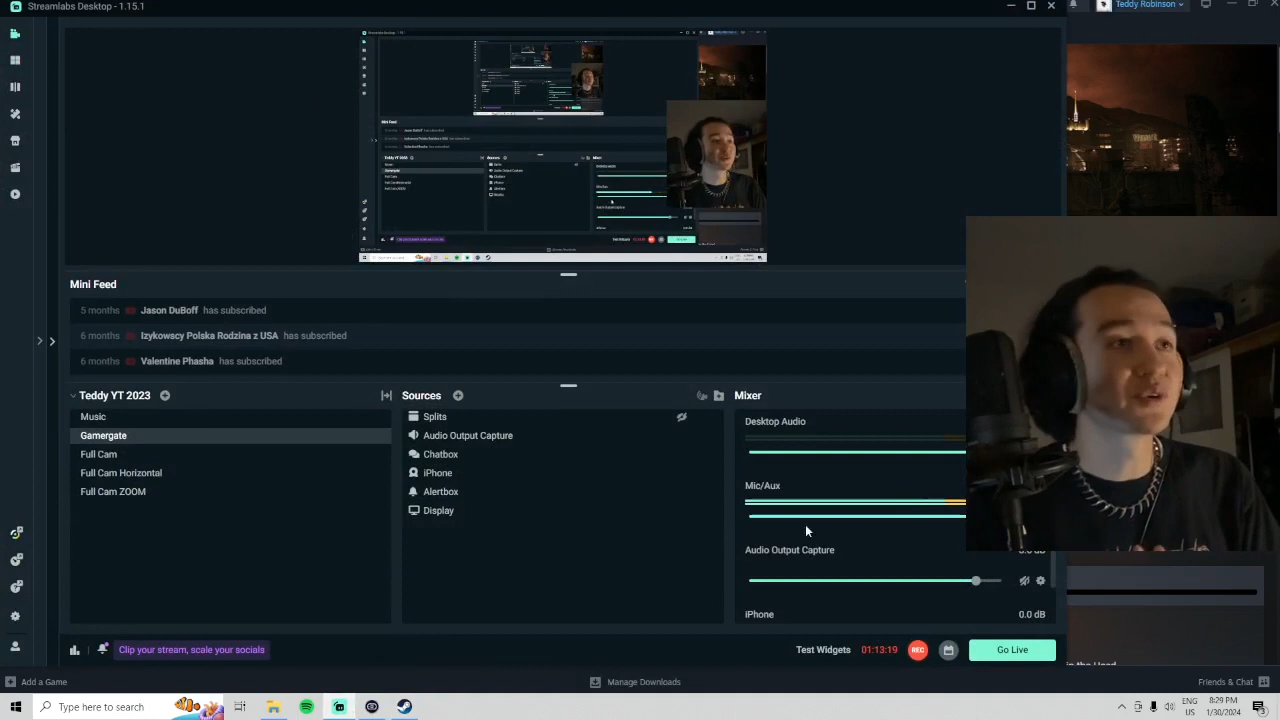 Streamlabs Desktop - 1.15.1
Teddy Robinson
Mini Feed
5 months Jason DuBoff has subscribed
6 months Izykowscy Polska Rodzina z USA has subscribed
6 months Valentine Phasha has subscribed
Teddy YT 2023
Music
Gamergate
Full Cam
Full Cam Horizontal
Full Cam ZOOM
Sources
Splits
Audio Output Capture
Chatbox
iPhone
Alertbox
Display
Mixer
Desktop Audio
Mic/Aux
Audio Output Capture
iPhone 0.0 dB
Clip your stream, scale your socials
Test Widgets 01:13:19 REC Go Live
in the Head
Add a Game
Manage Downloads
Friends & Chat
Type here to search
ENG
US
8:29 PM
1/30/2024
3